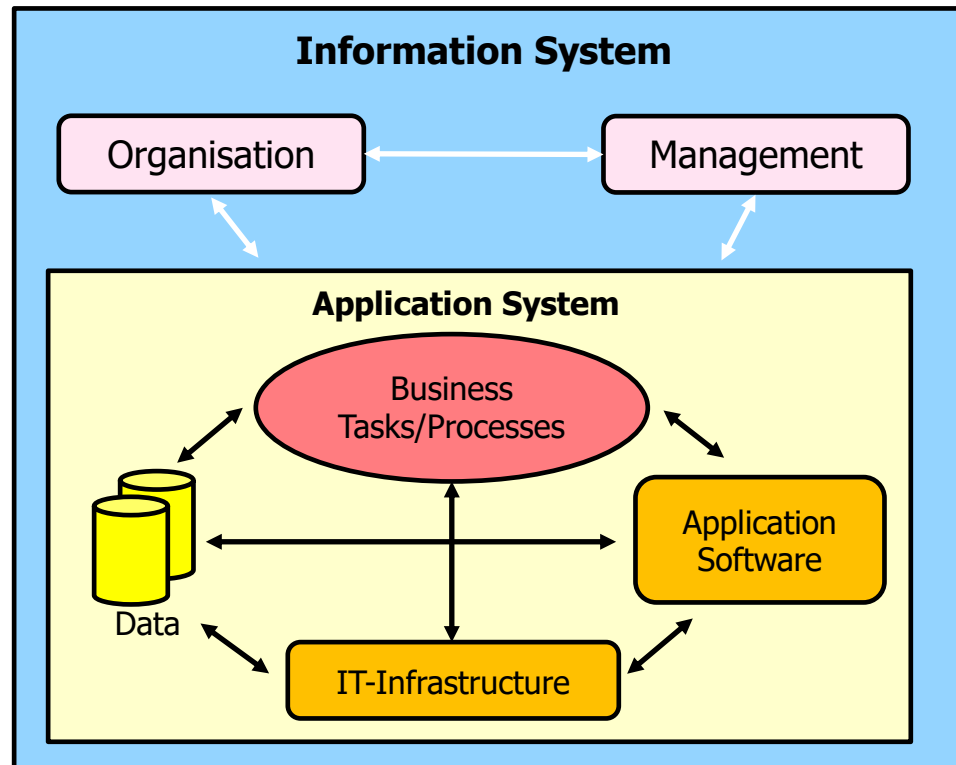 Information System
Organisation
Management
Application System
Business
Tasks/Processes
Application
Software
Data
IT-Infrastructure